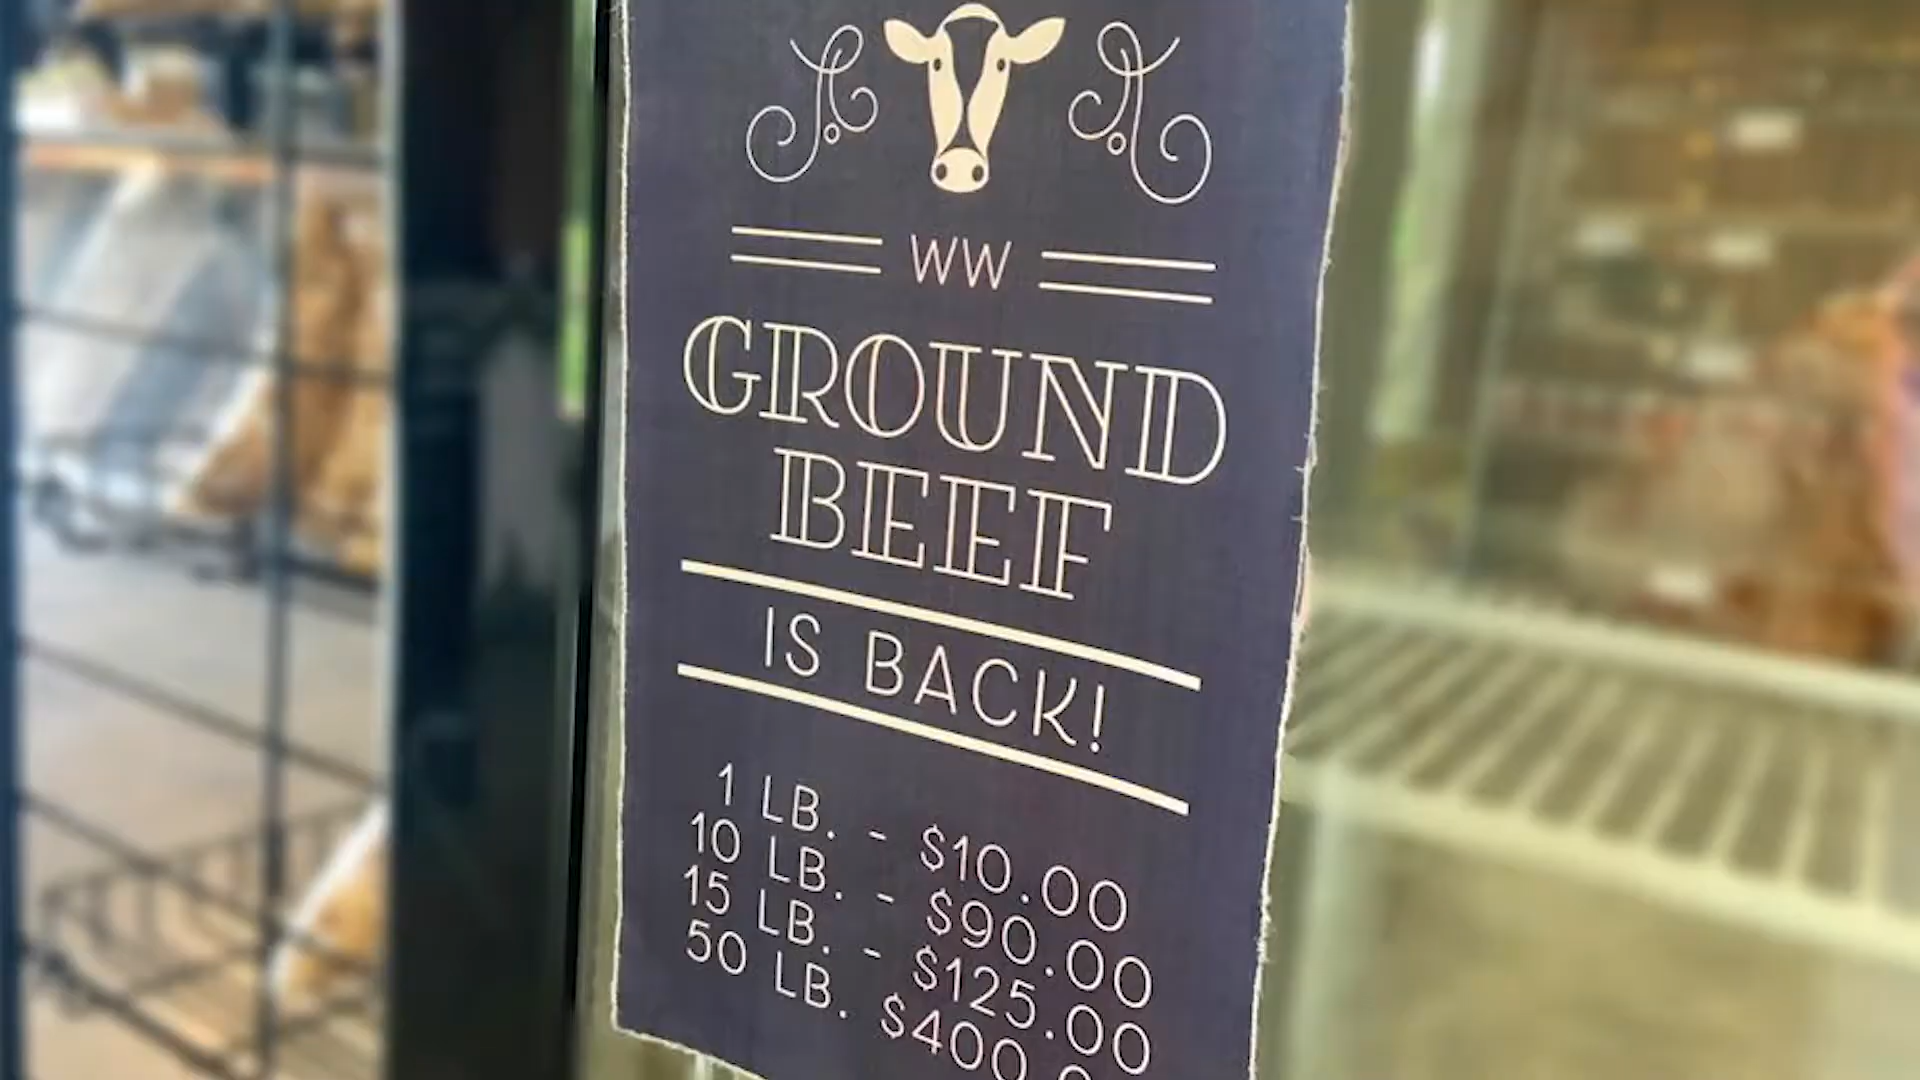 WW
GROUND
BEEF
IS BACK!
1 LB. - $10.00
10 LB. - $90.00
15 LB. - $125.00
50 LB. $400.